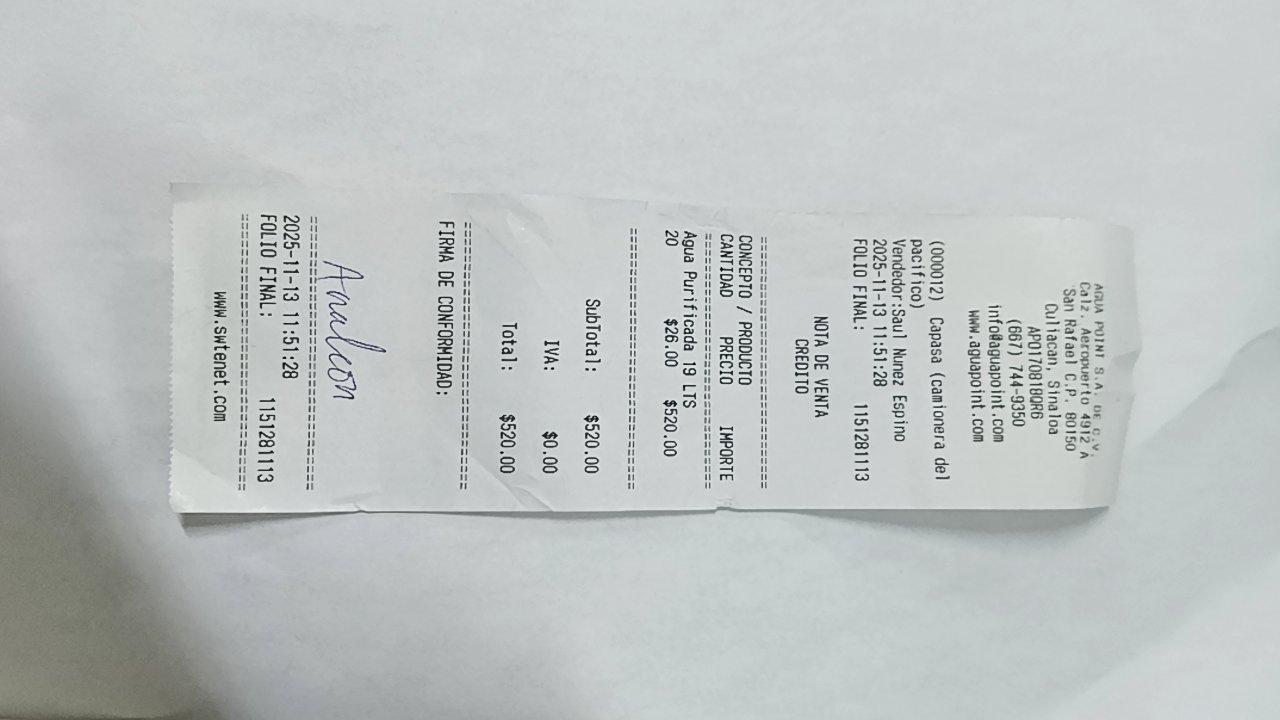 AGUA POINT S.A. DE C.V.
Calz. Aeropuerto 4912 A
San Rafael C.P. 80150
Culiacan, Sinaloa
APO170818QR6
(667) 744-9350
info@aguapoint.com
www.aguapoint.com
(000012) Capasa (camionera del
pacifico)
Vendedor:Saul Nunez Espino
2025-11-13 11:51:28
FOLIO FINAL: 1151281113
NOTA DE VENTA
CREDITO
================================
CONCEPTO / PRODUCTO
CANTIDAD PRECIO IMPORTE
================================
Agua Purificada 19 LTS
20 $26.00 $520.00
================================
SubTotal: $520.00
IVA: $0.00
Total: $520.00
================================
FIRMA DE CONFORMIDAD:
Analeon
================================
2025-11-13 11:51:28
FOLIO FINAL: 1151281113
================================
www.swtenet.com